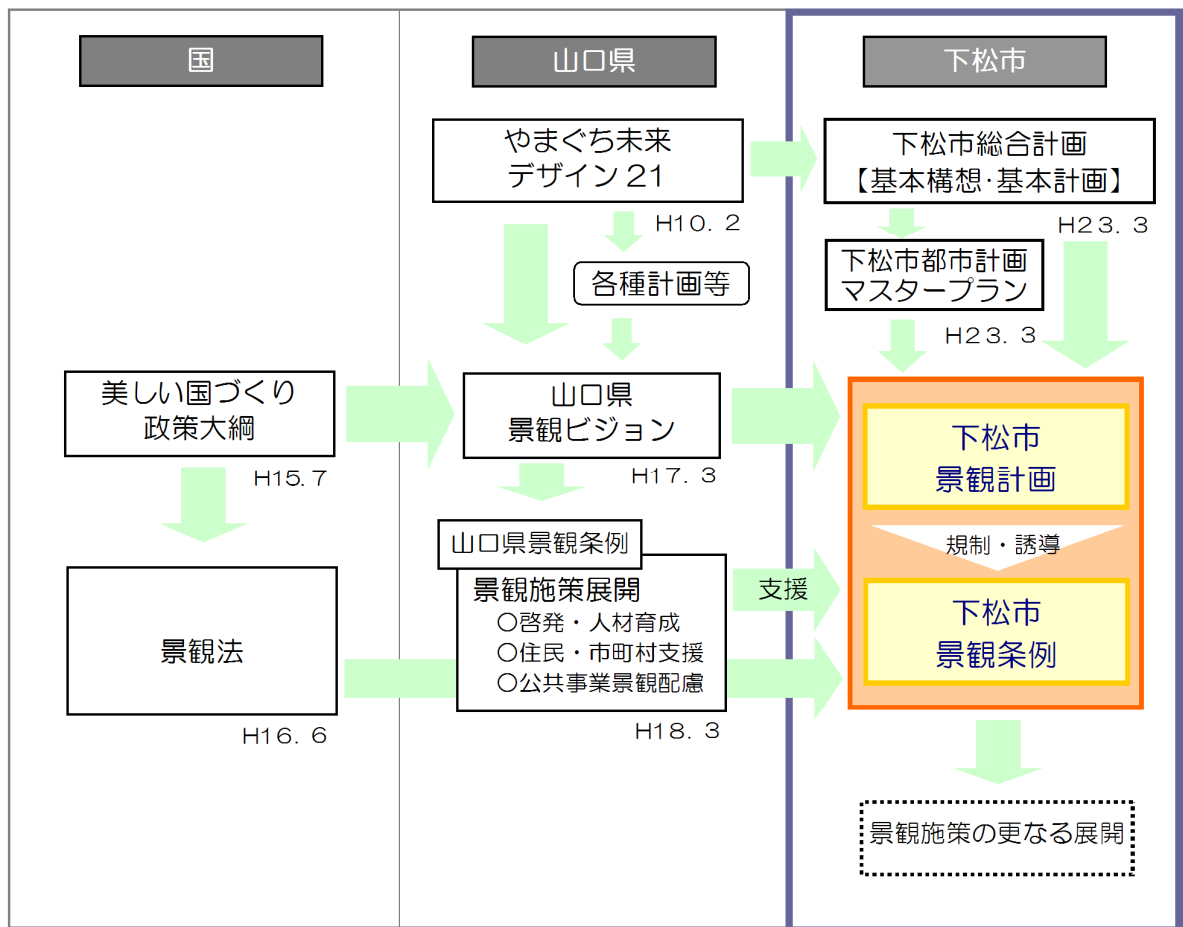 国
美しい国づくり
政策大綱
H15.7
景観法
H16.6
山口県
やまぐち未来
デザイン21
H10.2
各種計画等
山口県
景観ビジョン
H17.3
山口県景観条例
景観施策展開
○啓発・人材育成
○住民・市町村支援
○公共事業景観配慮
H18.3
支援
下松市
下松市総合計画
【基本構想・基本計画】
H23.3
下松市都市計画
マスタープラン
H23.3
下松市
景観計画
規制・誘導
下松市
景観条例
景観施策の更なる展開